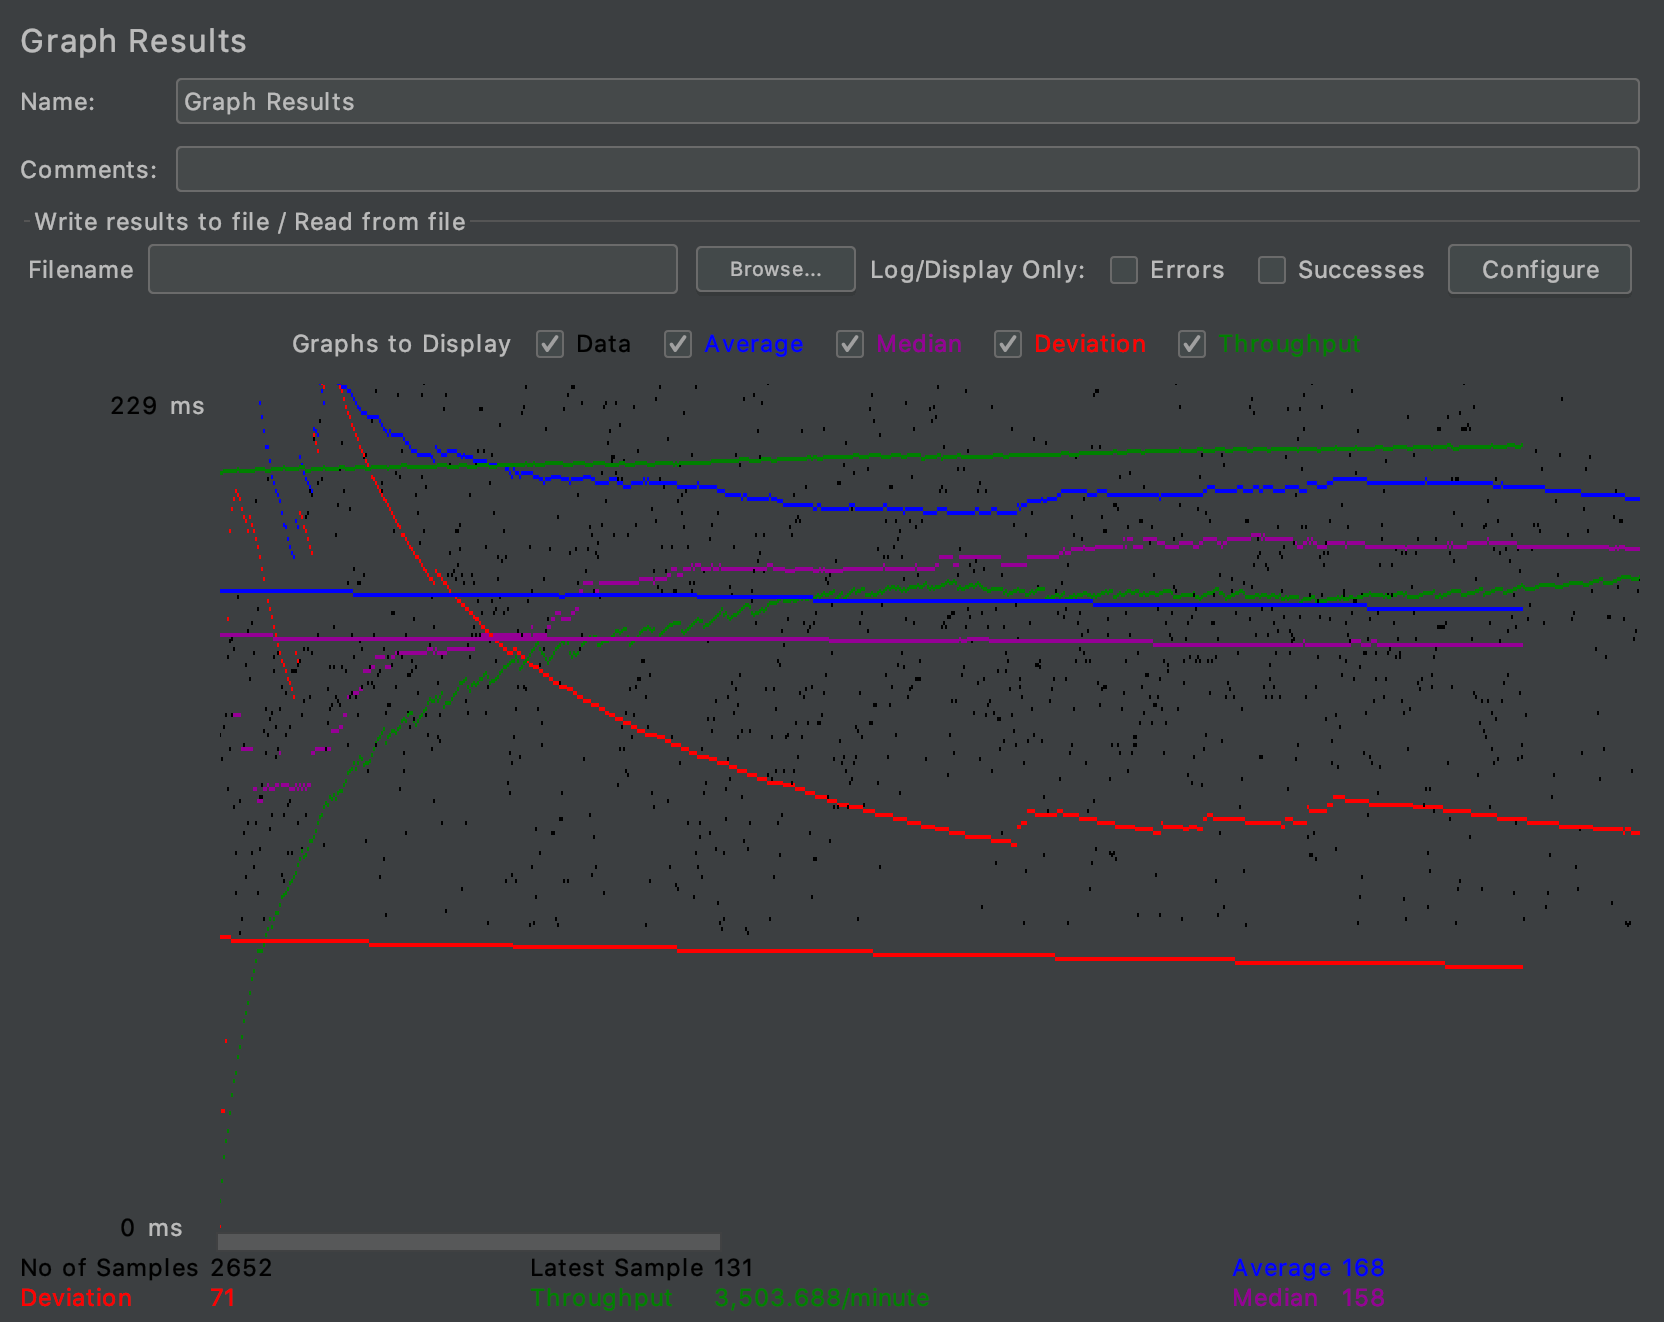 Graph Results
Name: Graph Results
Comments:
Write results to file / Read from file
Filename Browse... Log/Display Only: Errors Successes Configure
Graphs to Display Data Average Median Deviation Throughput
229 ms
0 ms
No of Samples 2652 Latest Sample 131 Average 168
Deviation 71 Throughput 3,503.688/minute Median 158